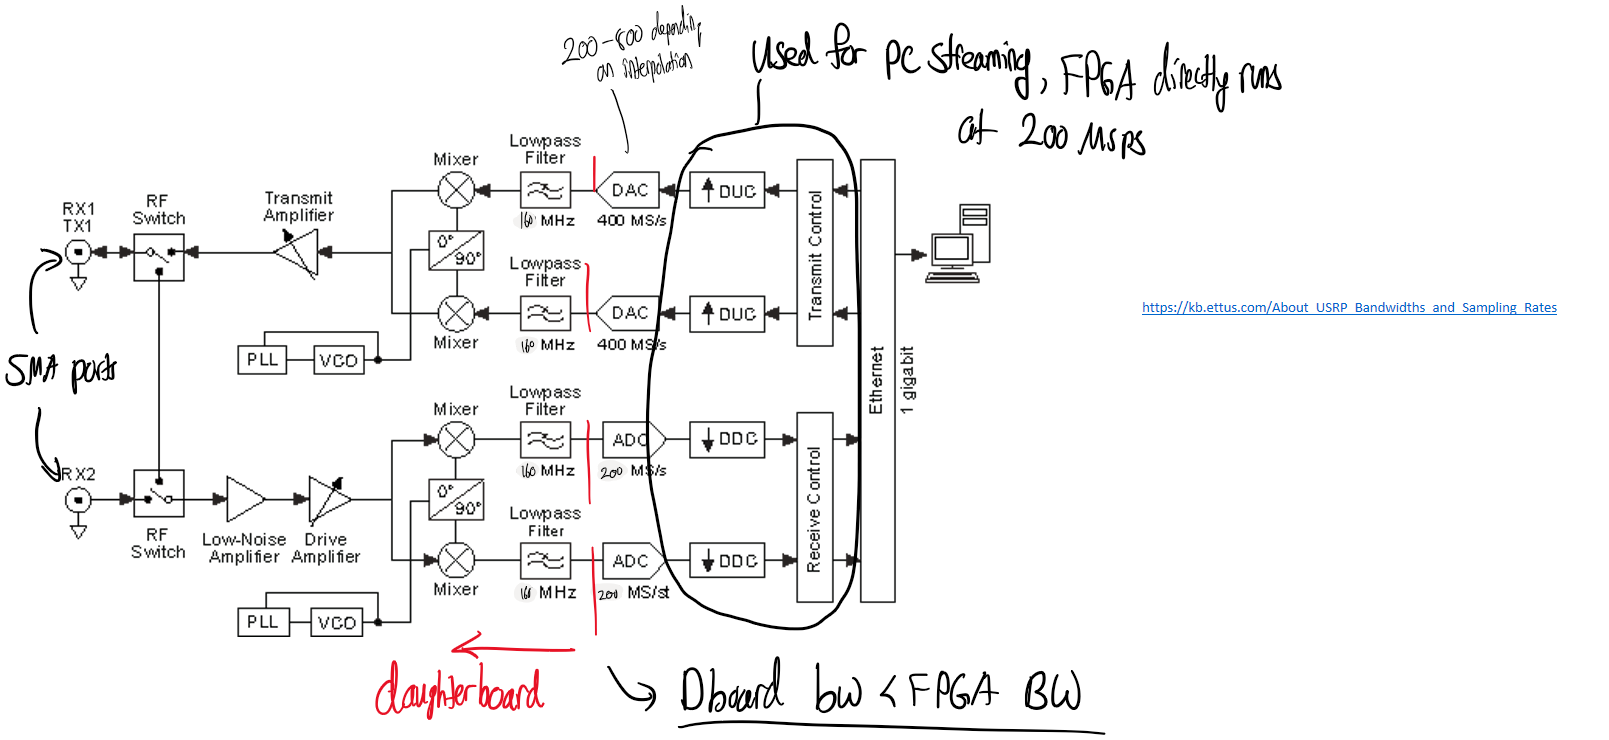 200-800 depending
on interpolation
Used for PC streaming, FPGA directly runs
at 200 Msps
Lowpass
Filter
Mixer
DAC
DUC
160 MHz
400 MS/s
Transmit
Amplifier
RF
Switch
RX1
TX1
0°
90°
Transmit Control
Lowpass
Filter
DAC
DUC
160 MHz
400 MS/s
Mixer
PLL
VCO
https://kb.ettus.com/About_USRP_Bandwidths_and_Sampling_Rates
SMA ports
Ethernet
1 gigabit
Lowpass
Filter
Mixer
ADC
DDC
160 MHz
200 MS/s
RX2
0°
90°
Receive Control
RF
Switch
Low-Noise
Amplifier
Drive
Amplifier
Lowpass
Filter
ADC
DDC
Mixer
160 MHz
200 MS/st
PLL
VCO
daughterboard
Dboard bw < FPGA BW